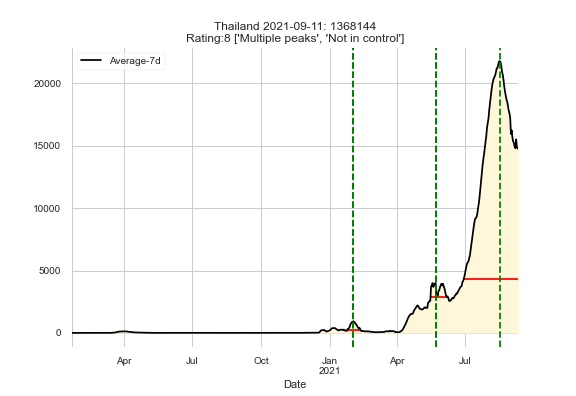 Thailand 2021-09-11: 1368144
Rating:8 ['Multiple peaks', 'Not in control']
Average-7d
20000
15000
10000
5000
0
Apr Jul Oct Jan Apr Jul
2021
Date